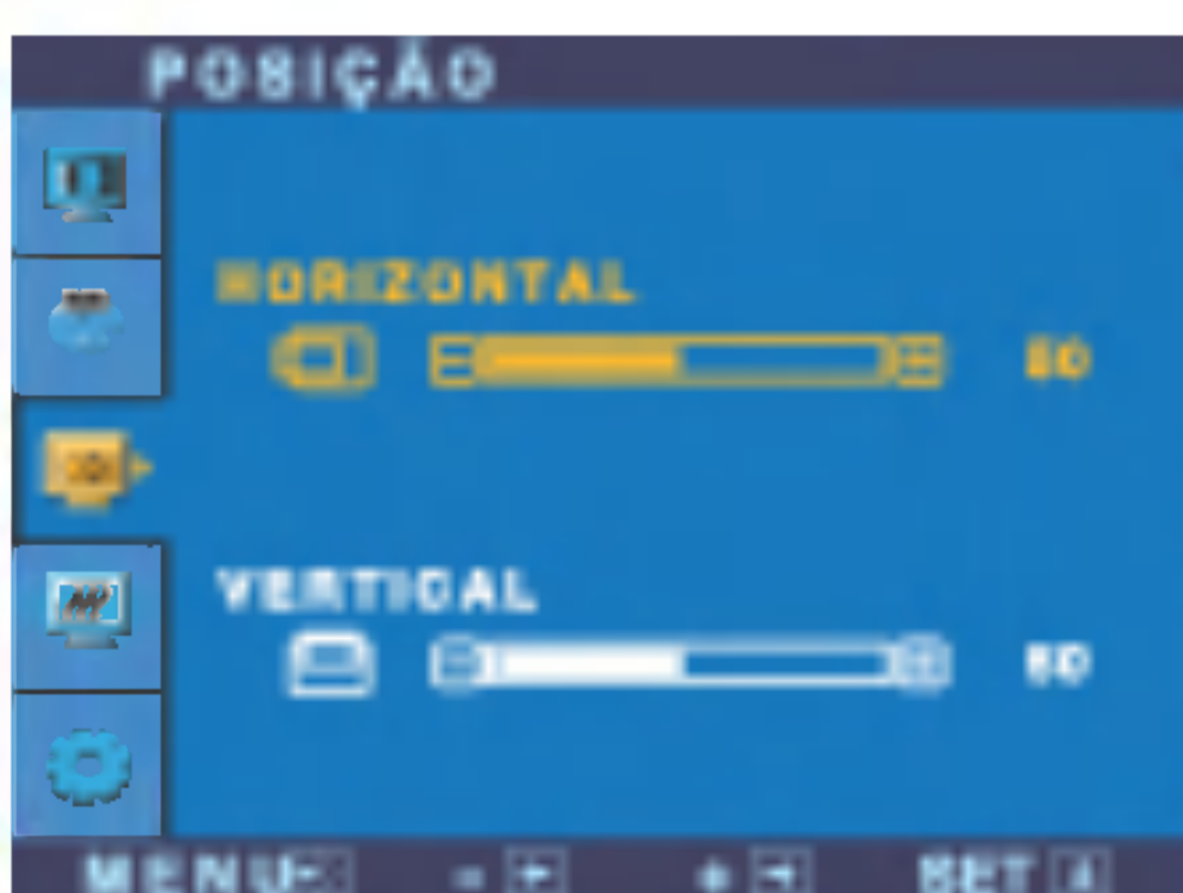 POSIÇÃO
HORIZONTAL
50
VERTICAL
50
MENU - + SET